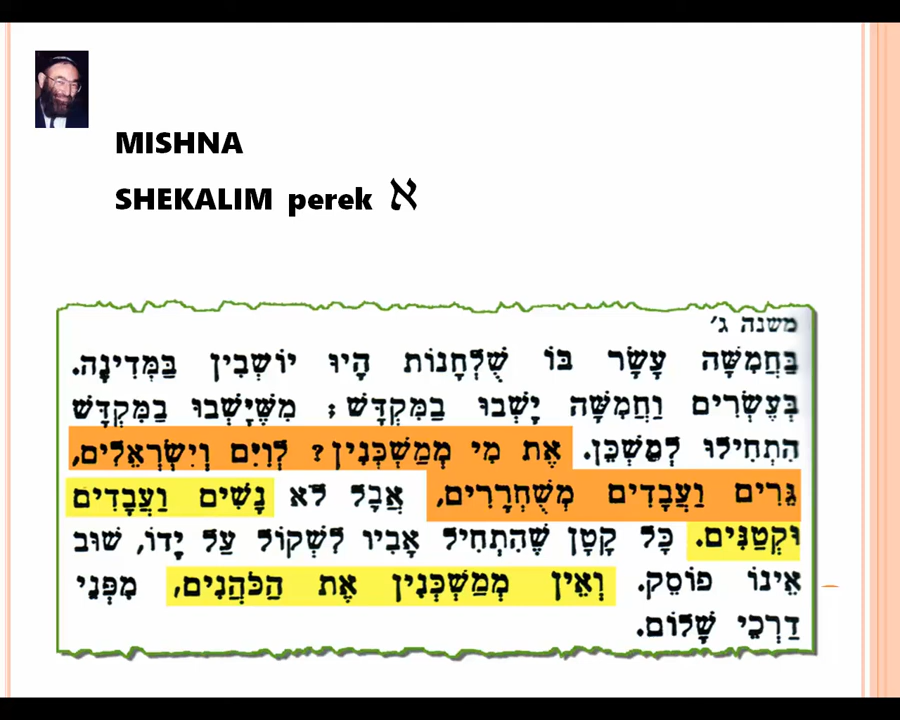 MISHNA
SHEKALIM perek א
משנה ג'
בַּחֲמִשָּׁה עָשָׂר בּוֹ שֻׁלְחָנוֹת הָיוּ יוֹשְׁבִין בַּמְּדִינָה.
בְּעֶשְׂרִים וַחֲמִשָּׁה יָשְׁבוּ בַמִּקְדָּשׁ; מִשֶּׁיָּשְׁבוּ בַמִּקְדָּשׁ
הִתְחִילוּ לְמַשְׁכֵּן. אֶת מִי מְמַשְׁכְּנִין? לְוִיִּם וְיִשְׂרְאֵלִים,
גֵּרִים וַעֲבָדִים מְשֻׁחְרָרִים, אֲבָל לֹא נָשִׁים וַעֲבָדִים
וּקְטַנִּים. כָּל קָטָן שֶׁהִתְחִיל אָבִיו לִשְׁקוֹל עַל יָדוֹ, שׁוּב
אֵינוֹ פוֹסֵק. וְאֵין מְמַשְׁכְּנִין אֶת הַכֹּהֲנִים, מִפְּנֵי
דַרְכֵי שָׁלוֹם.